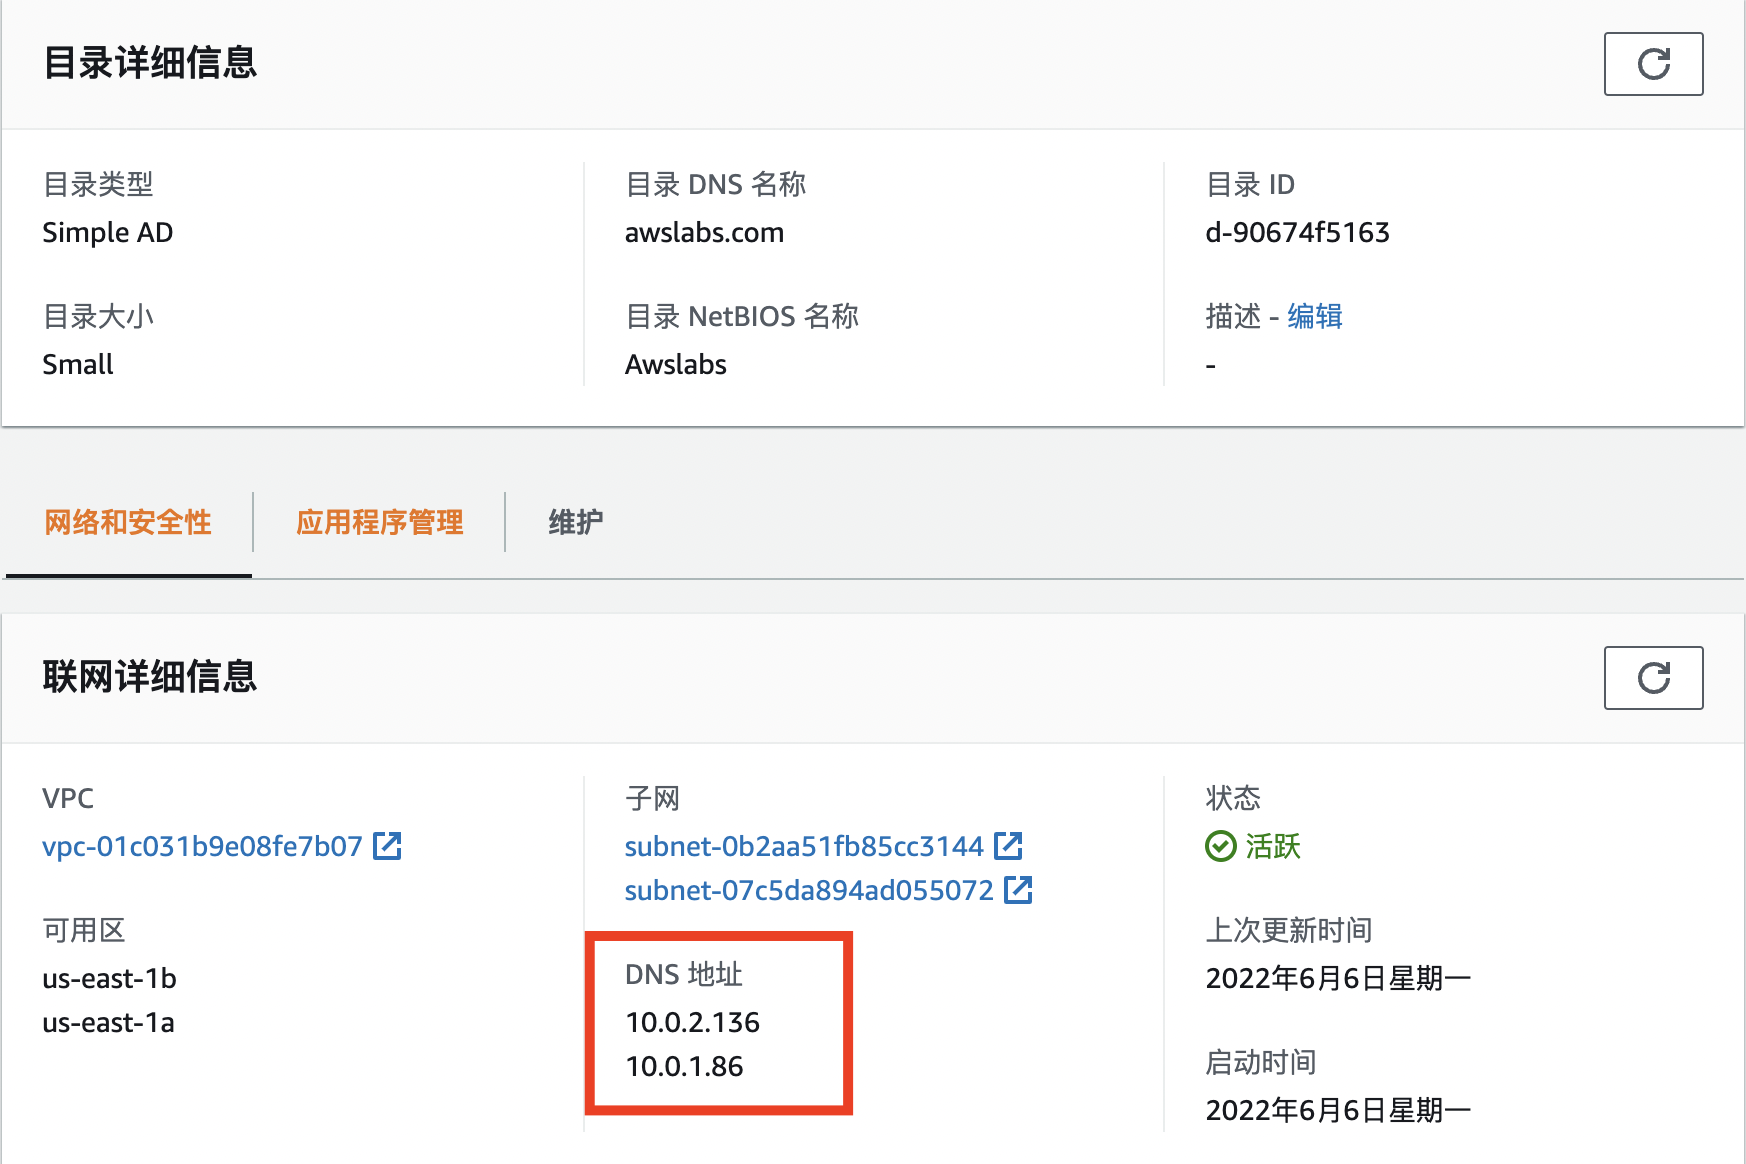 目录详细信息
目录类型
Simple AD
目录 DNS 名称
awslabs.com
目录 ID
d-90674f5163
目录大小
Small
目录 NetBIOS 名称
Awslabs
描述 - 编辑
-
网络和安全性
应用程序管理
维护
联网详细信息
VPC
vpc-01c031b9e08fe7b07
可用区
us-east-1b
us-east-1a
子网
subnet-0b2aa51fb85cc3144
subnet-07c5da894ad055072
DNS 地址
10.0.2.136
10.0.1.86
状态
活跃
上次更新时间
2022年6月6日星期一
启动时间
2022年6月6日星期一